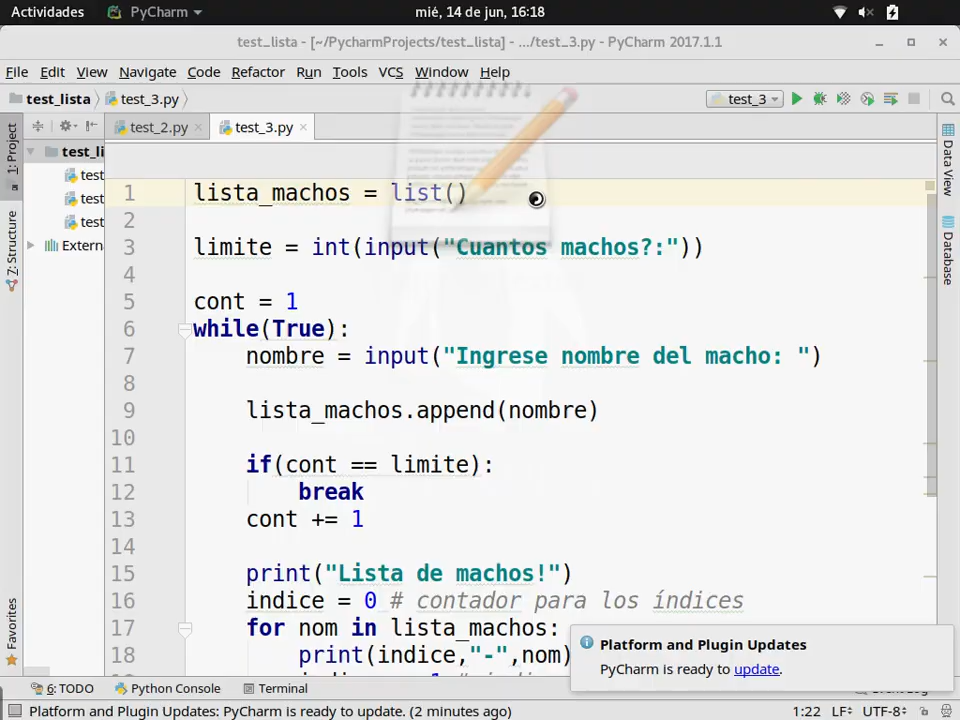 Actividades PyCharm mié, 14 de jun, 16:18
test_lista - [~/PycharmProjects/test_lista] - .../test_3.py - PyCharm 2017.1.1
File Edit View Navigate Code Refactor Run Tools VCS Window Help
test_lista test_3.py test_3
1: Project
test_2.py test_3.py
test_li
test
test
test
Extern
7: Structure
Favorites
Data View
Database
1 lista_machos = list()
2
3 limite = int(input("Cuantos machos?:"))
4
5 cont = 1
6 while(True):
7 nombre = input("Ingrese nombre del macho: ")
8
9 lista_machos.append(nombre)
10
11 if(cont == limite):
12 break
13 cont += 1
14
15 print("Lista de machos!")
16 indice = 0 # contador para los índices
17 for nom in lista_machos:
18 print(indice,"-",nom)
Platform and Plugin Updates
PyCharm is ready to update.
6: TODO Python Console Terminal
Platform and Plugin Updates: PyCharm is ready to update. (2 minutes ago) 1:22 LF÷ UTF-8÷